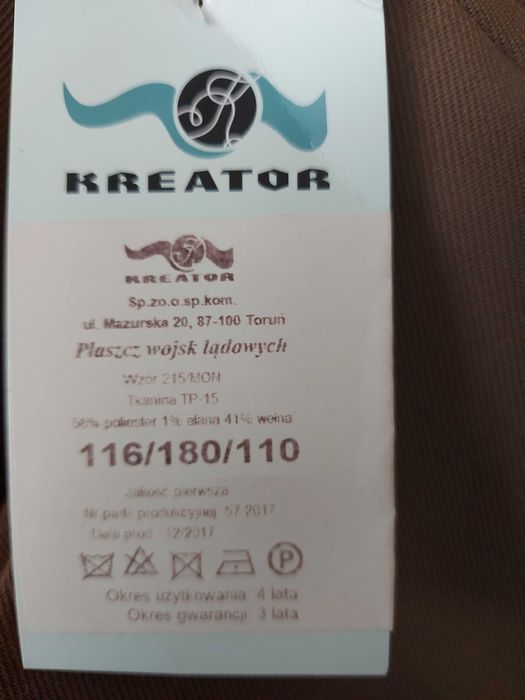 KREATOR
KREATOR
Sp.zo.o.sp.kom.
ul. Mazurska 20, 87-100 Toruń
Płaszcz wojsk lądowych
Wzór 215/MON
Tkanina TP-15
58% poliester 1% elana 41% wełna
116/180/110
Jakość pierwsza
Nr partii produkcyjnej 57/2017
Data prod. 12/2017
P
Okres użytkowania 4 lata
Okres gwarancji 3 lata